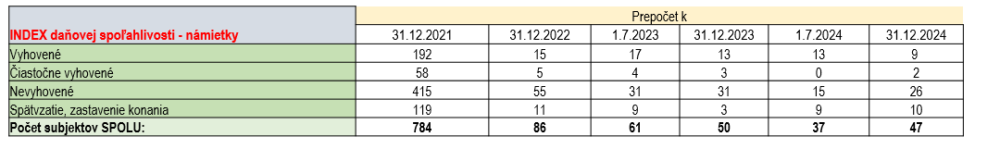 Prepočet k
INDEX daňovej spoľahlivosti - námietky 31.12.2021 31.12.2022 1.7.2023 31.12.2023 1.7.2024 31.12.2024
Vyhovené 192 15 17 13 13 9
Čiastočne vyhovené 58 5 4 3 0 2
Nevyhovené 415 55 31 31 15 26
Spätvzatie, zastavenie konania 119 11 9 3 9 10
Počet subjektov SPOLU: 784 86 61 50 37 47